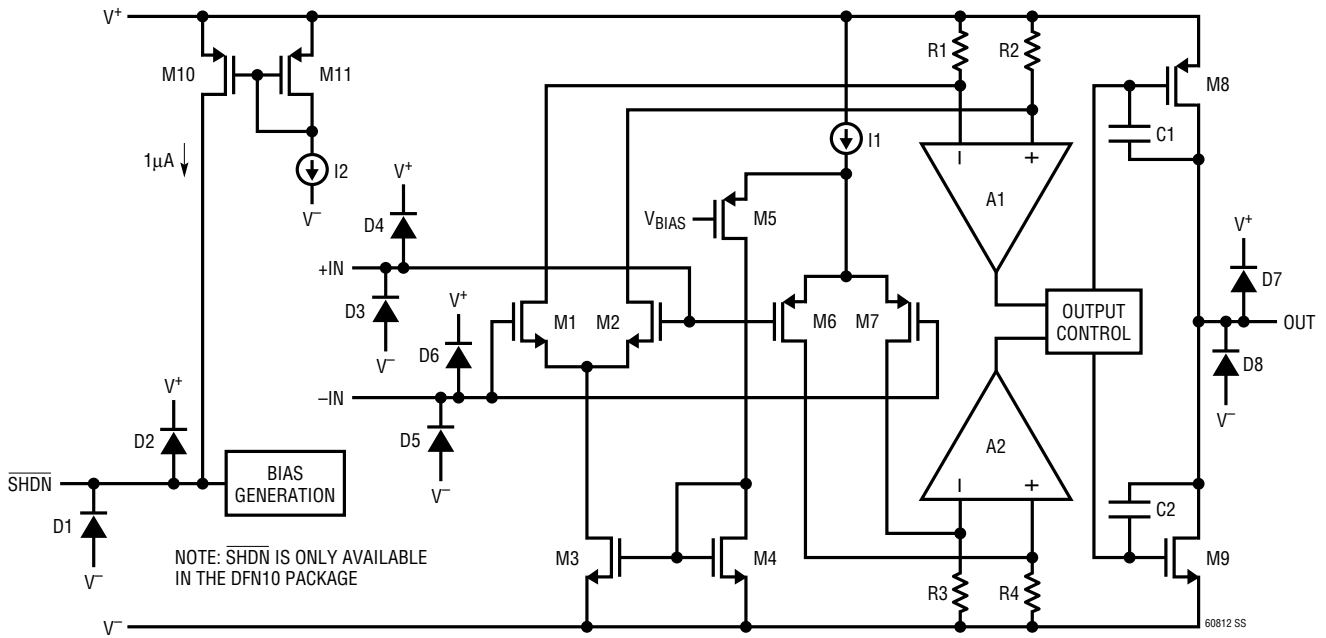 V+
M10
M11
R1
R2
M8
C1
1µA
I2
V–
I1
V+
D4
VBIAS
M5
A1
V+
D7
+IN
D3
V–
V+
D6
M1
M2
M6
M7
OUTPUT
CONTROL
OUT
D8
V–
–IN
D5
V–
A2
V+
D2
SHDN
BIAS
GENERATION
D1
V–
NOTE: SHDN IS ONLY AVAILABLE
IN THE DFN10 PACKAGE
M3
M4
C2
M9
R3
R4
V–
60812 SS